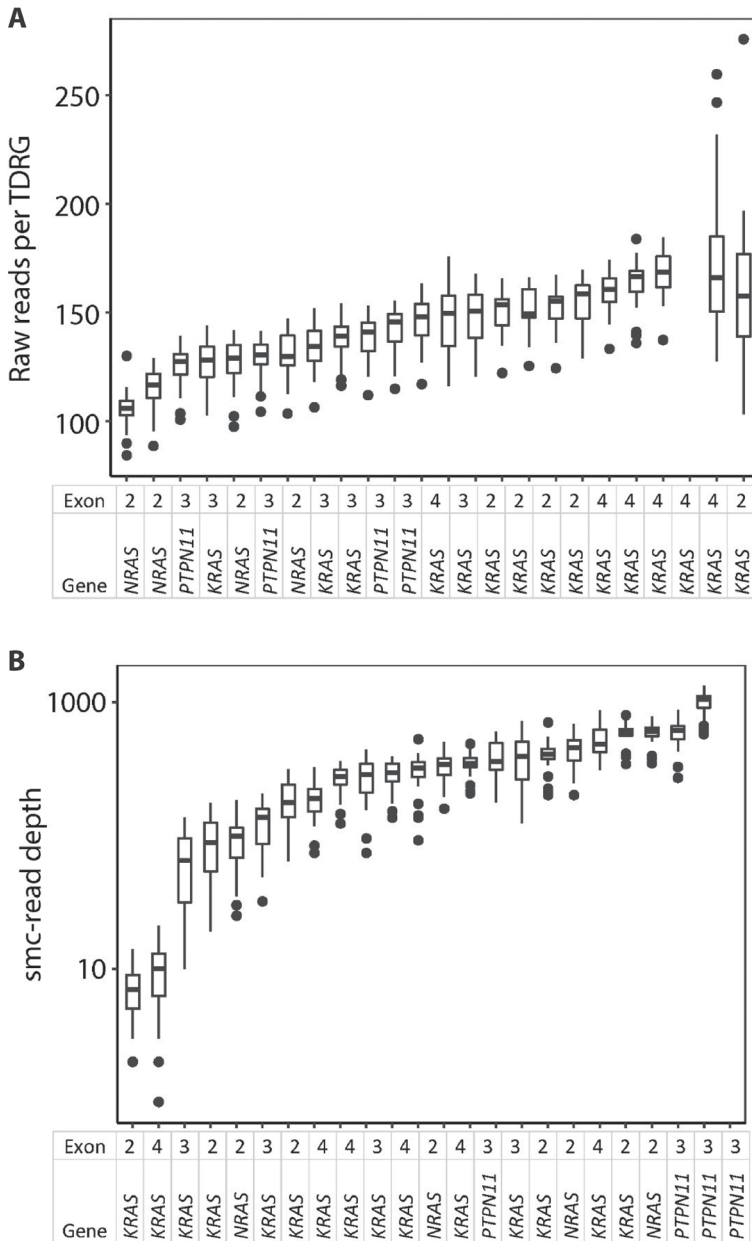 A
Raw reads per TDRG
250
200
150
100
Exon 2 2 3 3 2 3 2 3 3 3 3 4 3 2 2 2 2 4 4 4 4 4 2
Gene NRAS NRAS PTPN11 KRAS NRAS PTPN11 NRAS KRAS KRAS PTPN11 PTPN11 KRAS KRAS KRAS KRAS KRAS KRAS KRAS KRAS KRAS KRAS KRAS KRAS
B
smc-read depth
1000
10
Exon 2 4 3 2 2 3 2 4 4 3 4 2 4 3 3 2 2 4 2 2 3 3 3
Gene KRAS KRAS KRAS KRAS NRAS KRAS KRAS KRAS KRAS KRAS KRAS NRAS KRAS PTPN11 KRAS KRAS NRAS KRAS KRAS NRAS PTPN11 PTPN11 PTPN11